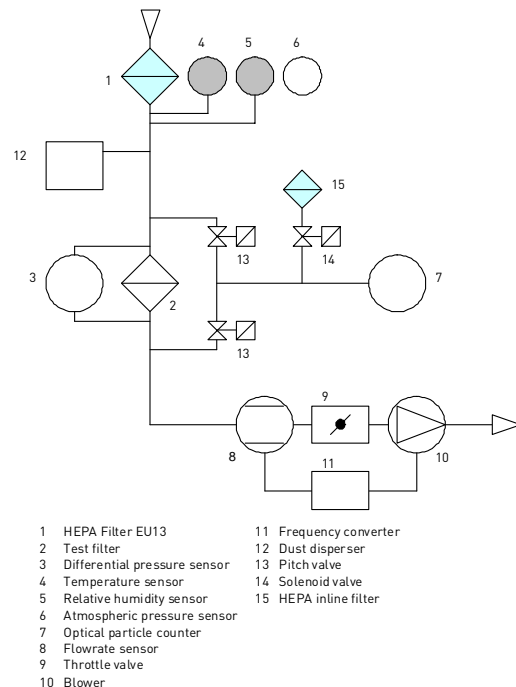 4
5
6
1
12
15
13
14
3
2
7
13
9
8
10
11
1 HEPA Filter EU13
2 Test filter
3 Differential pressure sensor
4 Temperature sensor
5 Relative humidity sensor
6 Atmospheric pressure sensor
7 Optical particle counter
8 Flowrate sensor
9 Throttle valve
10 Blower
11 Frequency converter
12 Dust disperser
13 Pitch valve
14 Solenoid valve
15 HEPA inline filter